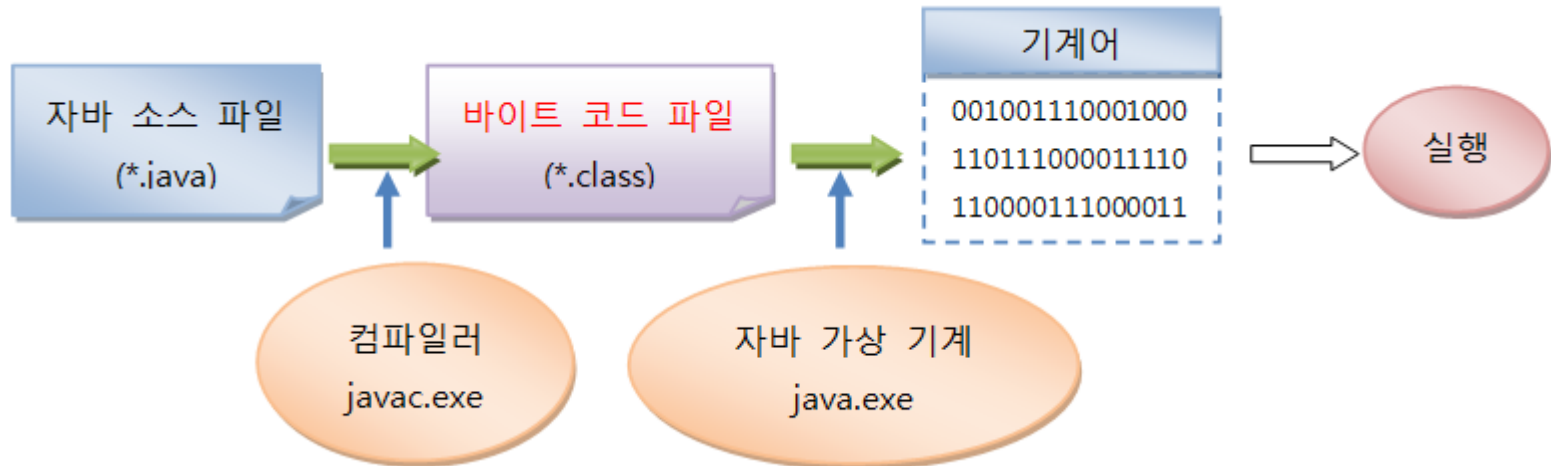 자바 소스 파일
(*.java)
바이트 코드 파일
(*.class)
기계어
001001110001000
110111000011110
110000111000011
실행
컴파일러
javac.exe
자바 가상 기계
java.exe